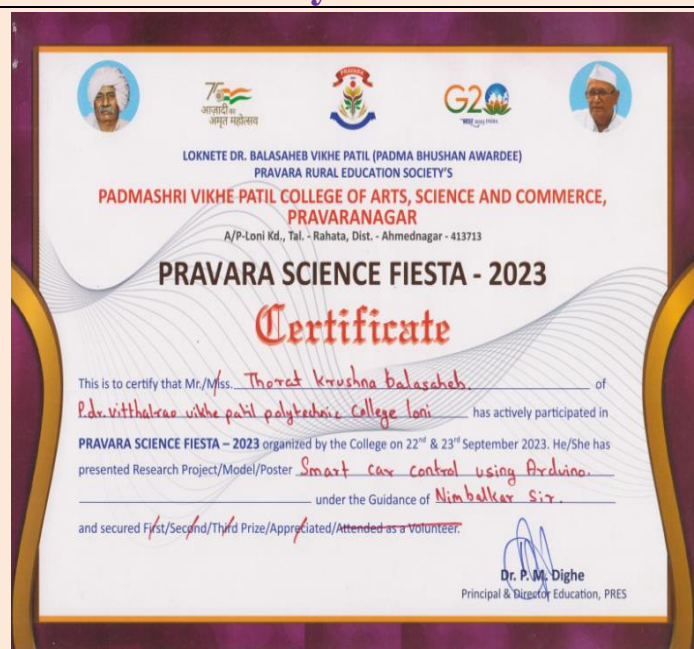 PRAVARA
आज़ादी का
अमृत महोत्सव
G20
LOKNETE DR. BALASAHEB VIKHE PATIL (PADMA BHUSHAN AWARDEE)
PRAVARA RURAL EDUCATION SOCIETY'S
PADMASHRI VIKHE PATIL COLLEGE OF ARTS, SCIENCE AND COMMERCE,
PRAVARANAGAR
A/P-Loni Kd., Tal. - Rahata, Dist. - Ahmednagar - 413713
PRAVARA SCIENCE FIESTA - 2023
Certificate
This is to certify that Mr./Miss. Thorat Krushna balasaheb. of
P.dr.vitthalrao vikhe patil polytechnic College loni has actively participated in
PRAVARA SCIENCE FIESTA – 2023 organized by the College on 22nd & 23rd September 2023. He/She has
presented Research Project/Model/Poster Smart car control using Arduino.
under the Guidance of Nimbalkar Sir.
and secured First/Second/Third Prize/Appreciated/Attended as a Volunteer.
Dr. P. M. Dighe
Principal & Director Education, PRES